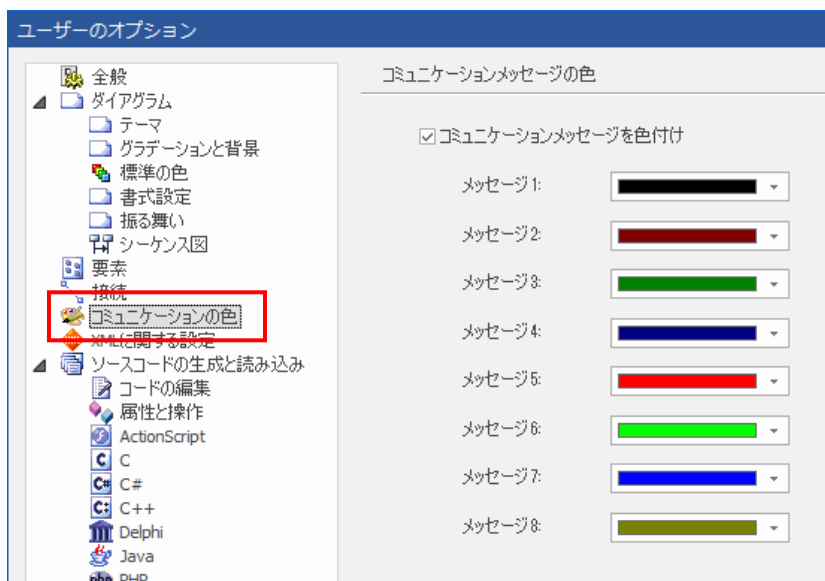 ユーザーのオプション
全般
ダイアグラム
テーマ
グラデーションと背景
標準の色
書式設定
振る舞い
シーケンス図
要素
接続
コミュニケーションの色
XMLに関する設定
ソースコードの生成と読み込み
コードの編集
属性と操作
ActionScript
C
C#
C++
Delphi
Java
PHP
コミュニケーションメッセージの色
コミュニケーションメッセージを色付け
メッセージ1:
メッセージ2:
メッセージ3:
メッセージ4:
メッセージ5:
メッセージ6:
メッセージ7:
メッセージ8: